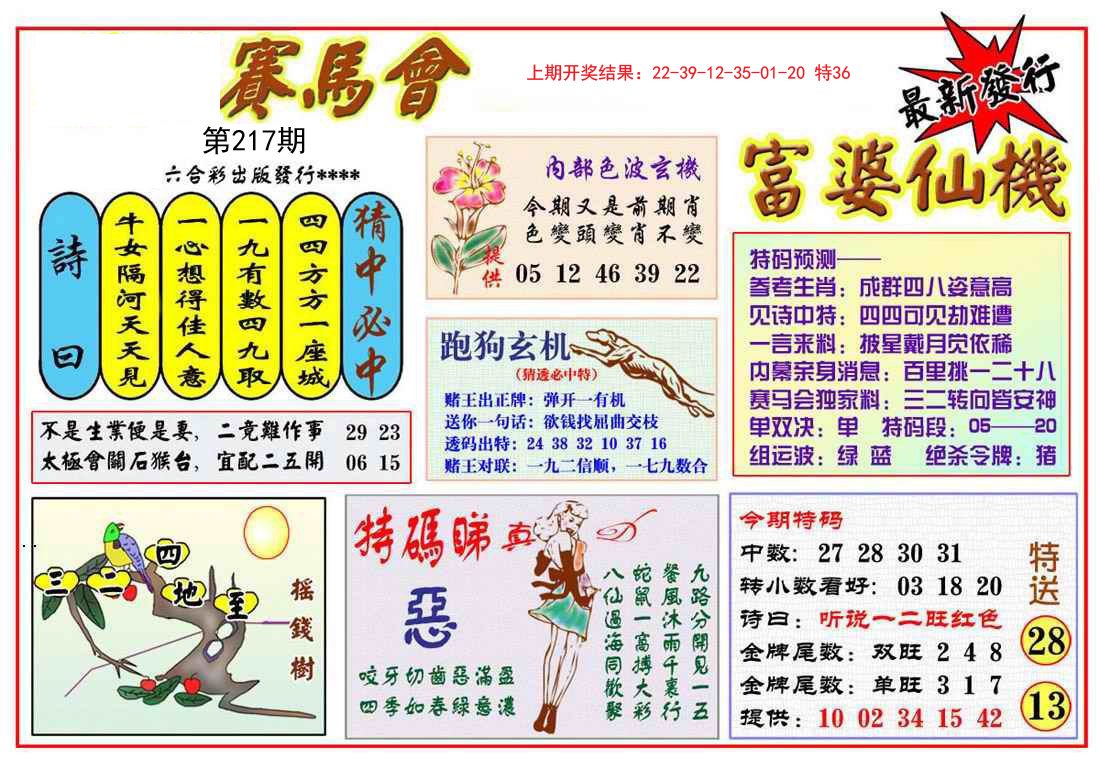 賽馬會
上期开奖结果：22-39-12-35-01-20 特36
最新發行
第217期
六合彩出版發行****
富婆仙機
詩曰
牛女隔河天天見
一心想得佳人意
一九有數四九取
四四方方一座城
猜中必中
不是生業便是要，二竞雞作事 29 23
太極會關石猴台，宜配二五開 06 15
内部色波玄機
今期又是前期肖
色變頭變肖不變
提供
05 12 46 39 22
跑狗玄机
(猜透必中特)
赌王出正牌：弹开一有机
送你一句话：欲钱找屈曲交枝
透码出特：24 38 32 10 37 16
赌王对联：一九二信顺，一七九数合
特码预测——
参考生肖：成群四八姿意高
见诗中特：四四可见劫难遭
一言来料：披星戴月觉依稀
内幕亲身消息：百里挑一二十八
赛马会独家料：三二转向皆安神
单双决：单 特码段：05——20
组运波：绿 蓝 绝杀令牌：猪
三二四地至
摇錢樹
特碼睇真D
惡
咬牙切齒惡滿盈
四季如春綠意濃
九路分開見一五
餐風沐雨千裏行
蛇鼠一窩搏大彩
八仙過海同歡聚
今期特码
中数：27 28 30 31
转小数看好：03 18 20
诗曰：听说一二旺红色
金牌尾数：双旺 2 4 8
金牌尾数：单旺 3 1 7
提供：10 02 34 15 42
特送
28
13